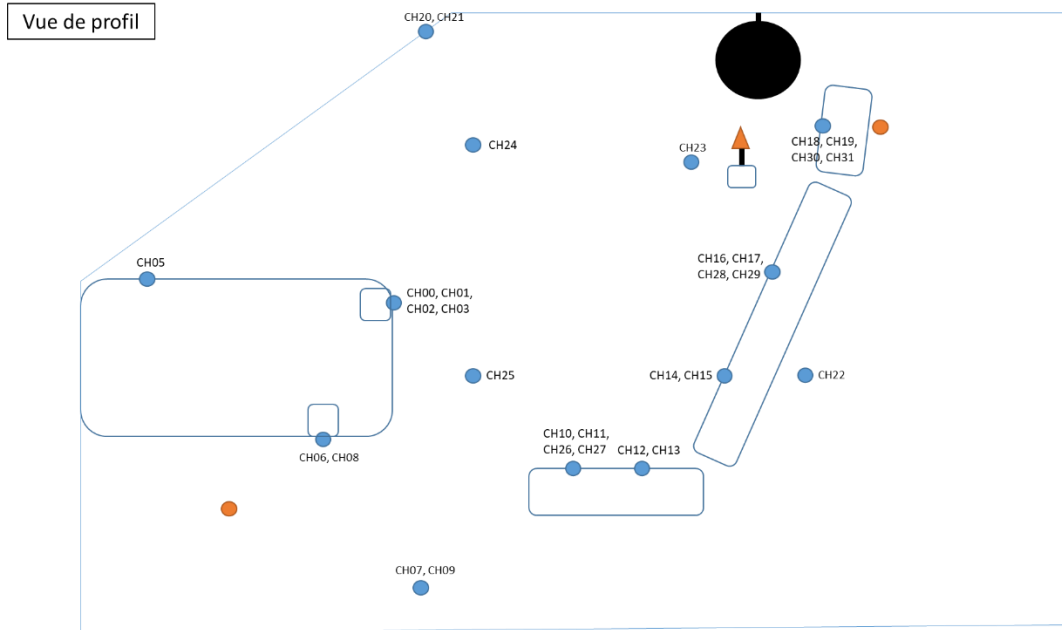 Vue de profil
CH20, CH21
CH24
CH23
CH18, CH19,
CH30, CH31
CH05
CH16, CH17,
CH28, CH29
CH00, CH01,
CH02, CH03
CH25
CH14, CH15
CH22
CH06, CH08
CH10, CH11,
CH26, CH27
CH12, CH13
CH07, CH09